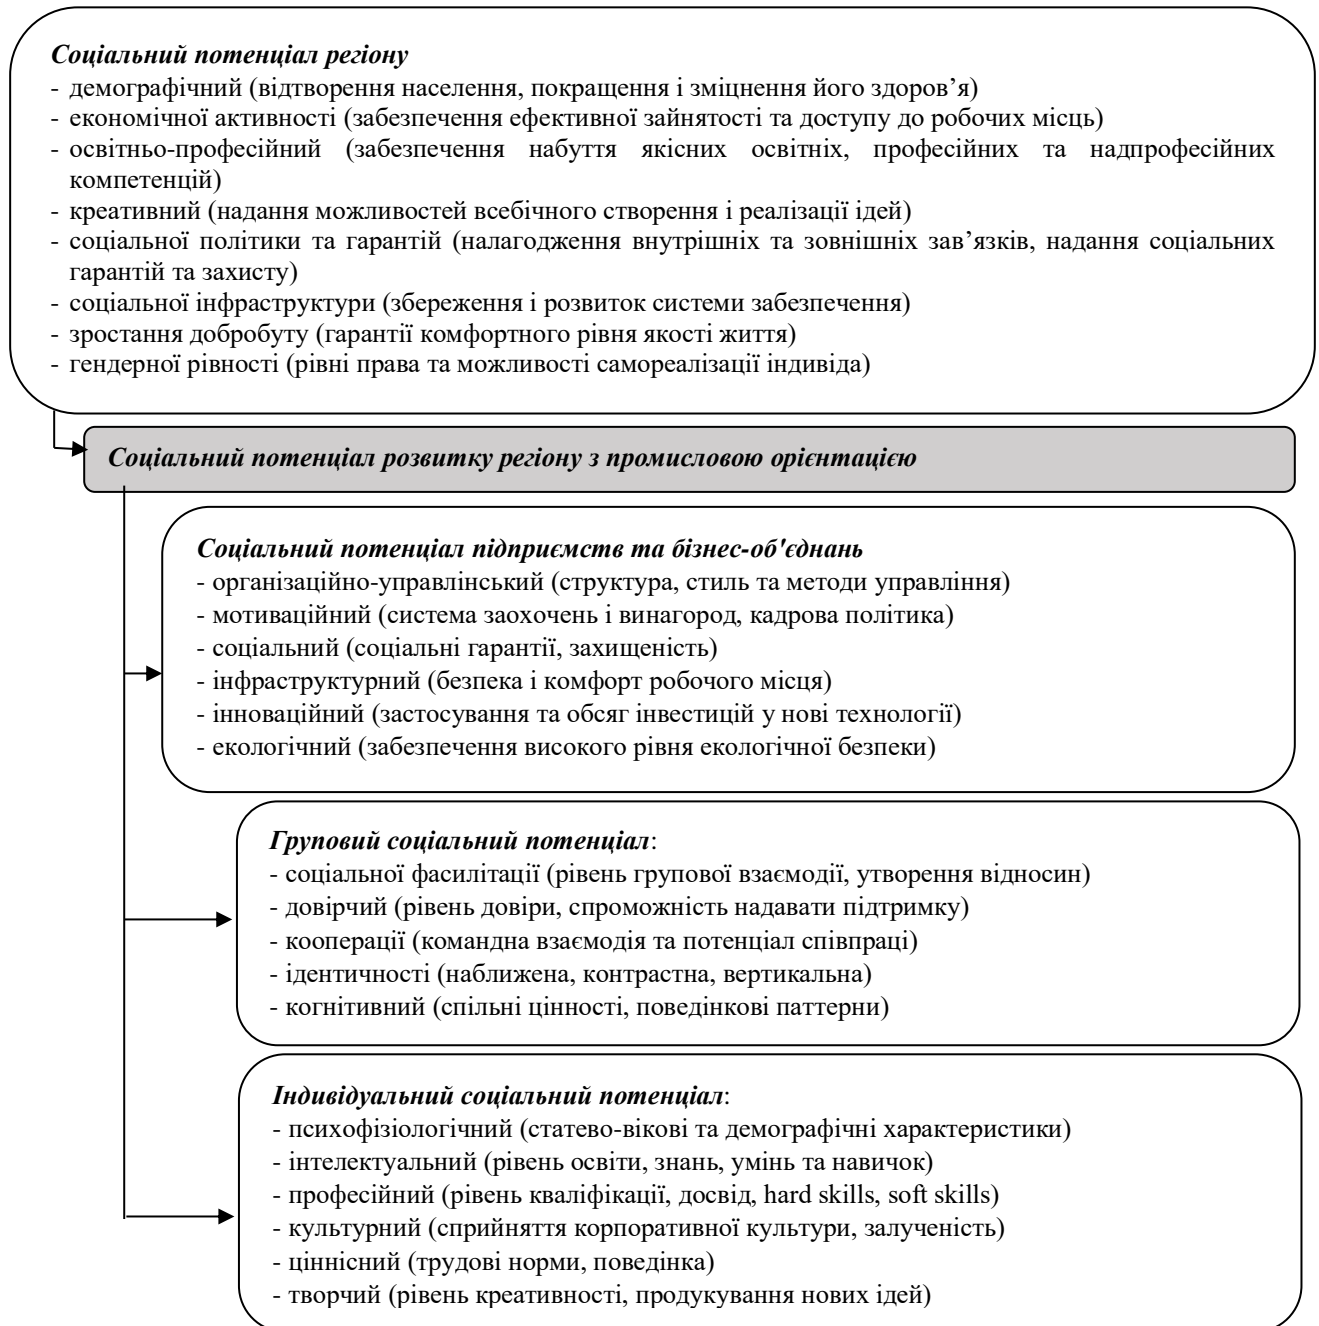 Соціальний потенціал регіону
- демографічний (відтворення населення, покращення і зміцнення його здоров’я)
- економічної активності (забезпечення ефективної зайнятості та доступу до робочих місць)
- освітньо-професійний (забезпечення набуття якісних освітніх, професійних та надпрофесійних
компетенцій)
- креативний (надання можливостей всебічного створення і реалізації ідей)
- соціальної політики та гарантій (налагодження внутрішніх та зовнішніх зав’язків, надання соціальних
гарантій та захисту)
- соціальної інфраструктури (збереження і розвиток системи забезпечення)
- зростання добробуту (гарантії комфортного рівня якості життя)
- гендерної рівності (рівні права та можливості самореалізації індивіда)
Соціальний потенціал розвитку регіону з промисловою орієнтацією
Соціальний потенціал підприємств та бізнес-об'єднань
- організаційно-управлінський (структура, стиль та методи управління)
- мотиваційний (система заохочень і винагород, кадрова політика)
- соціальний (соціальні гарантії, захищеність)
- інфраструктурний (безпека і комфорт робочого місця)
- інноваційний (застосування та обсяг інвестицій у нові технології)
- екологічний (забезпечення високого рівня екологічної безпеки)
Груповий соціальний потенціал:
- соціальної фасилітації (рівень групової взаємодії, утворення відносин)
- довірчий (рівень довіри, спроможність надавати підтримку)
- кооперації (командна взаємодія та потенціал співпраці)
- ідентичності (наближена, контрастна, вертикальна)
- когнітивний (спільні цінності, поведінкові паттерни)
Індивідуальний соціальний потенціал:
- психофізіологічний (статево-вікові та демографічні характеристики)
- інтелектуальний (рівень освіти, знань, умінь та навичок)
- професійний (рівень кваліфікації, досвід, hard skills, soft skills)
- культурний (сприйняття корпоративної культури, залученість)
- ціннісний (трудові норми, поведінка)
- творчий (рівень креативності, продукування нових ідей)